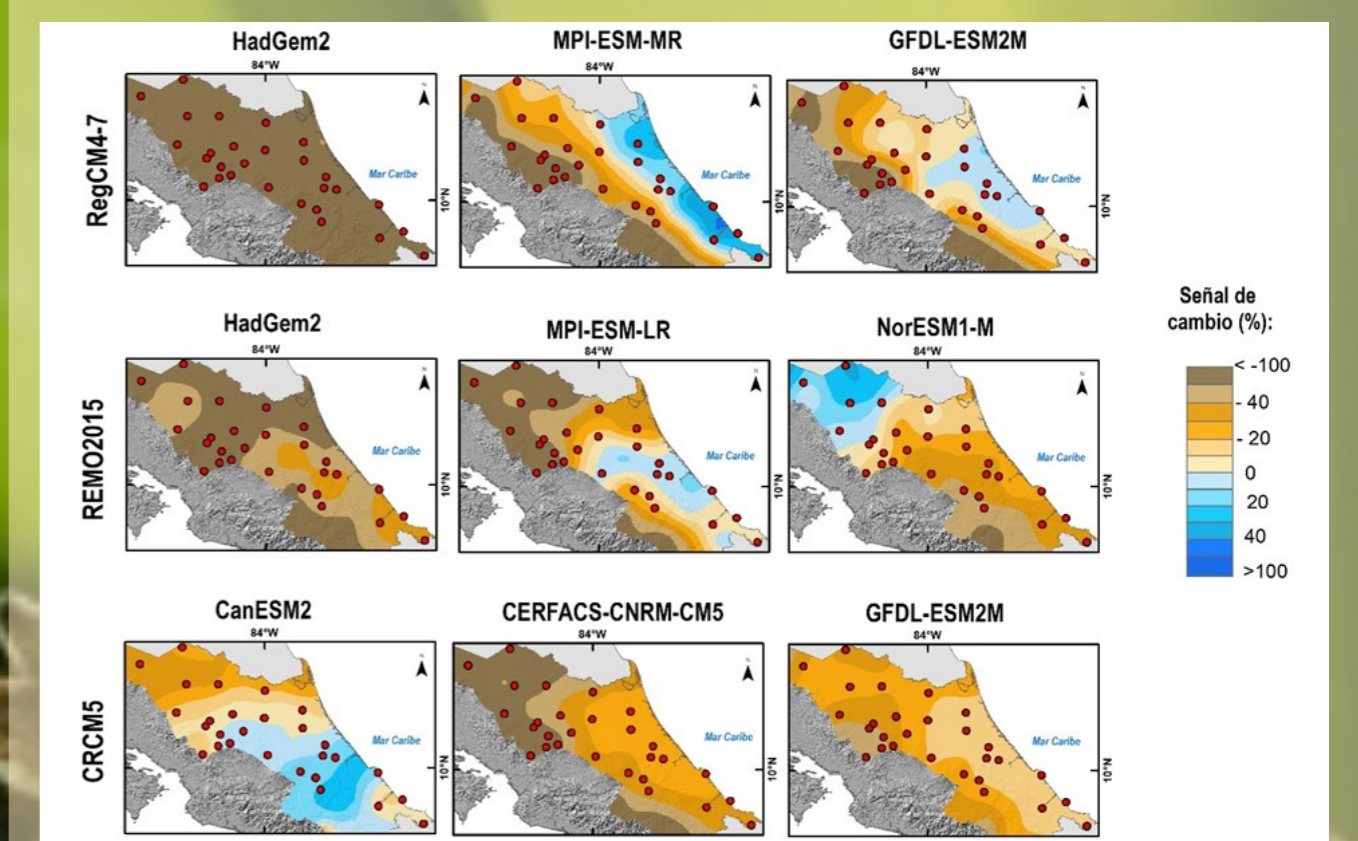 HadGem2
MPI-ESM-MR
GFDL-ESM2M
84°W
84°W
84°W
RegCM4-7
N
N
N
Mar Caribe
Mar Caribe
Mar Caribe
10°N
10°N
10°N
HadGem2
MPI-ESM-LR
NorESM1-M
84°W
84°W
84°W
REMO2015
N
N
N
Mar Caribe
Mar Caribe
Mar Caribe
10°N
10°N
10°N
Señal de
cambio (%):
< -100
- 40
- 20
0
20
40
>100
CanESM2
CERFACS-CNRM-CM5
GFDL-ESM2M
84°W
84°W
84°W
CRCM5
N
N
N
Mar Caribe
Mar Caribe
Mar Caribe
10°N
10°N
10°N